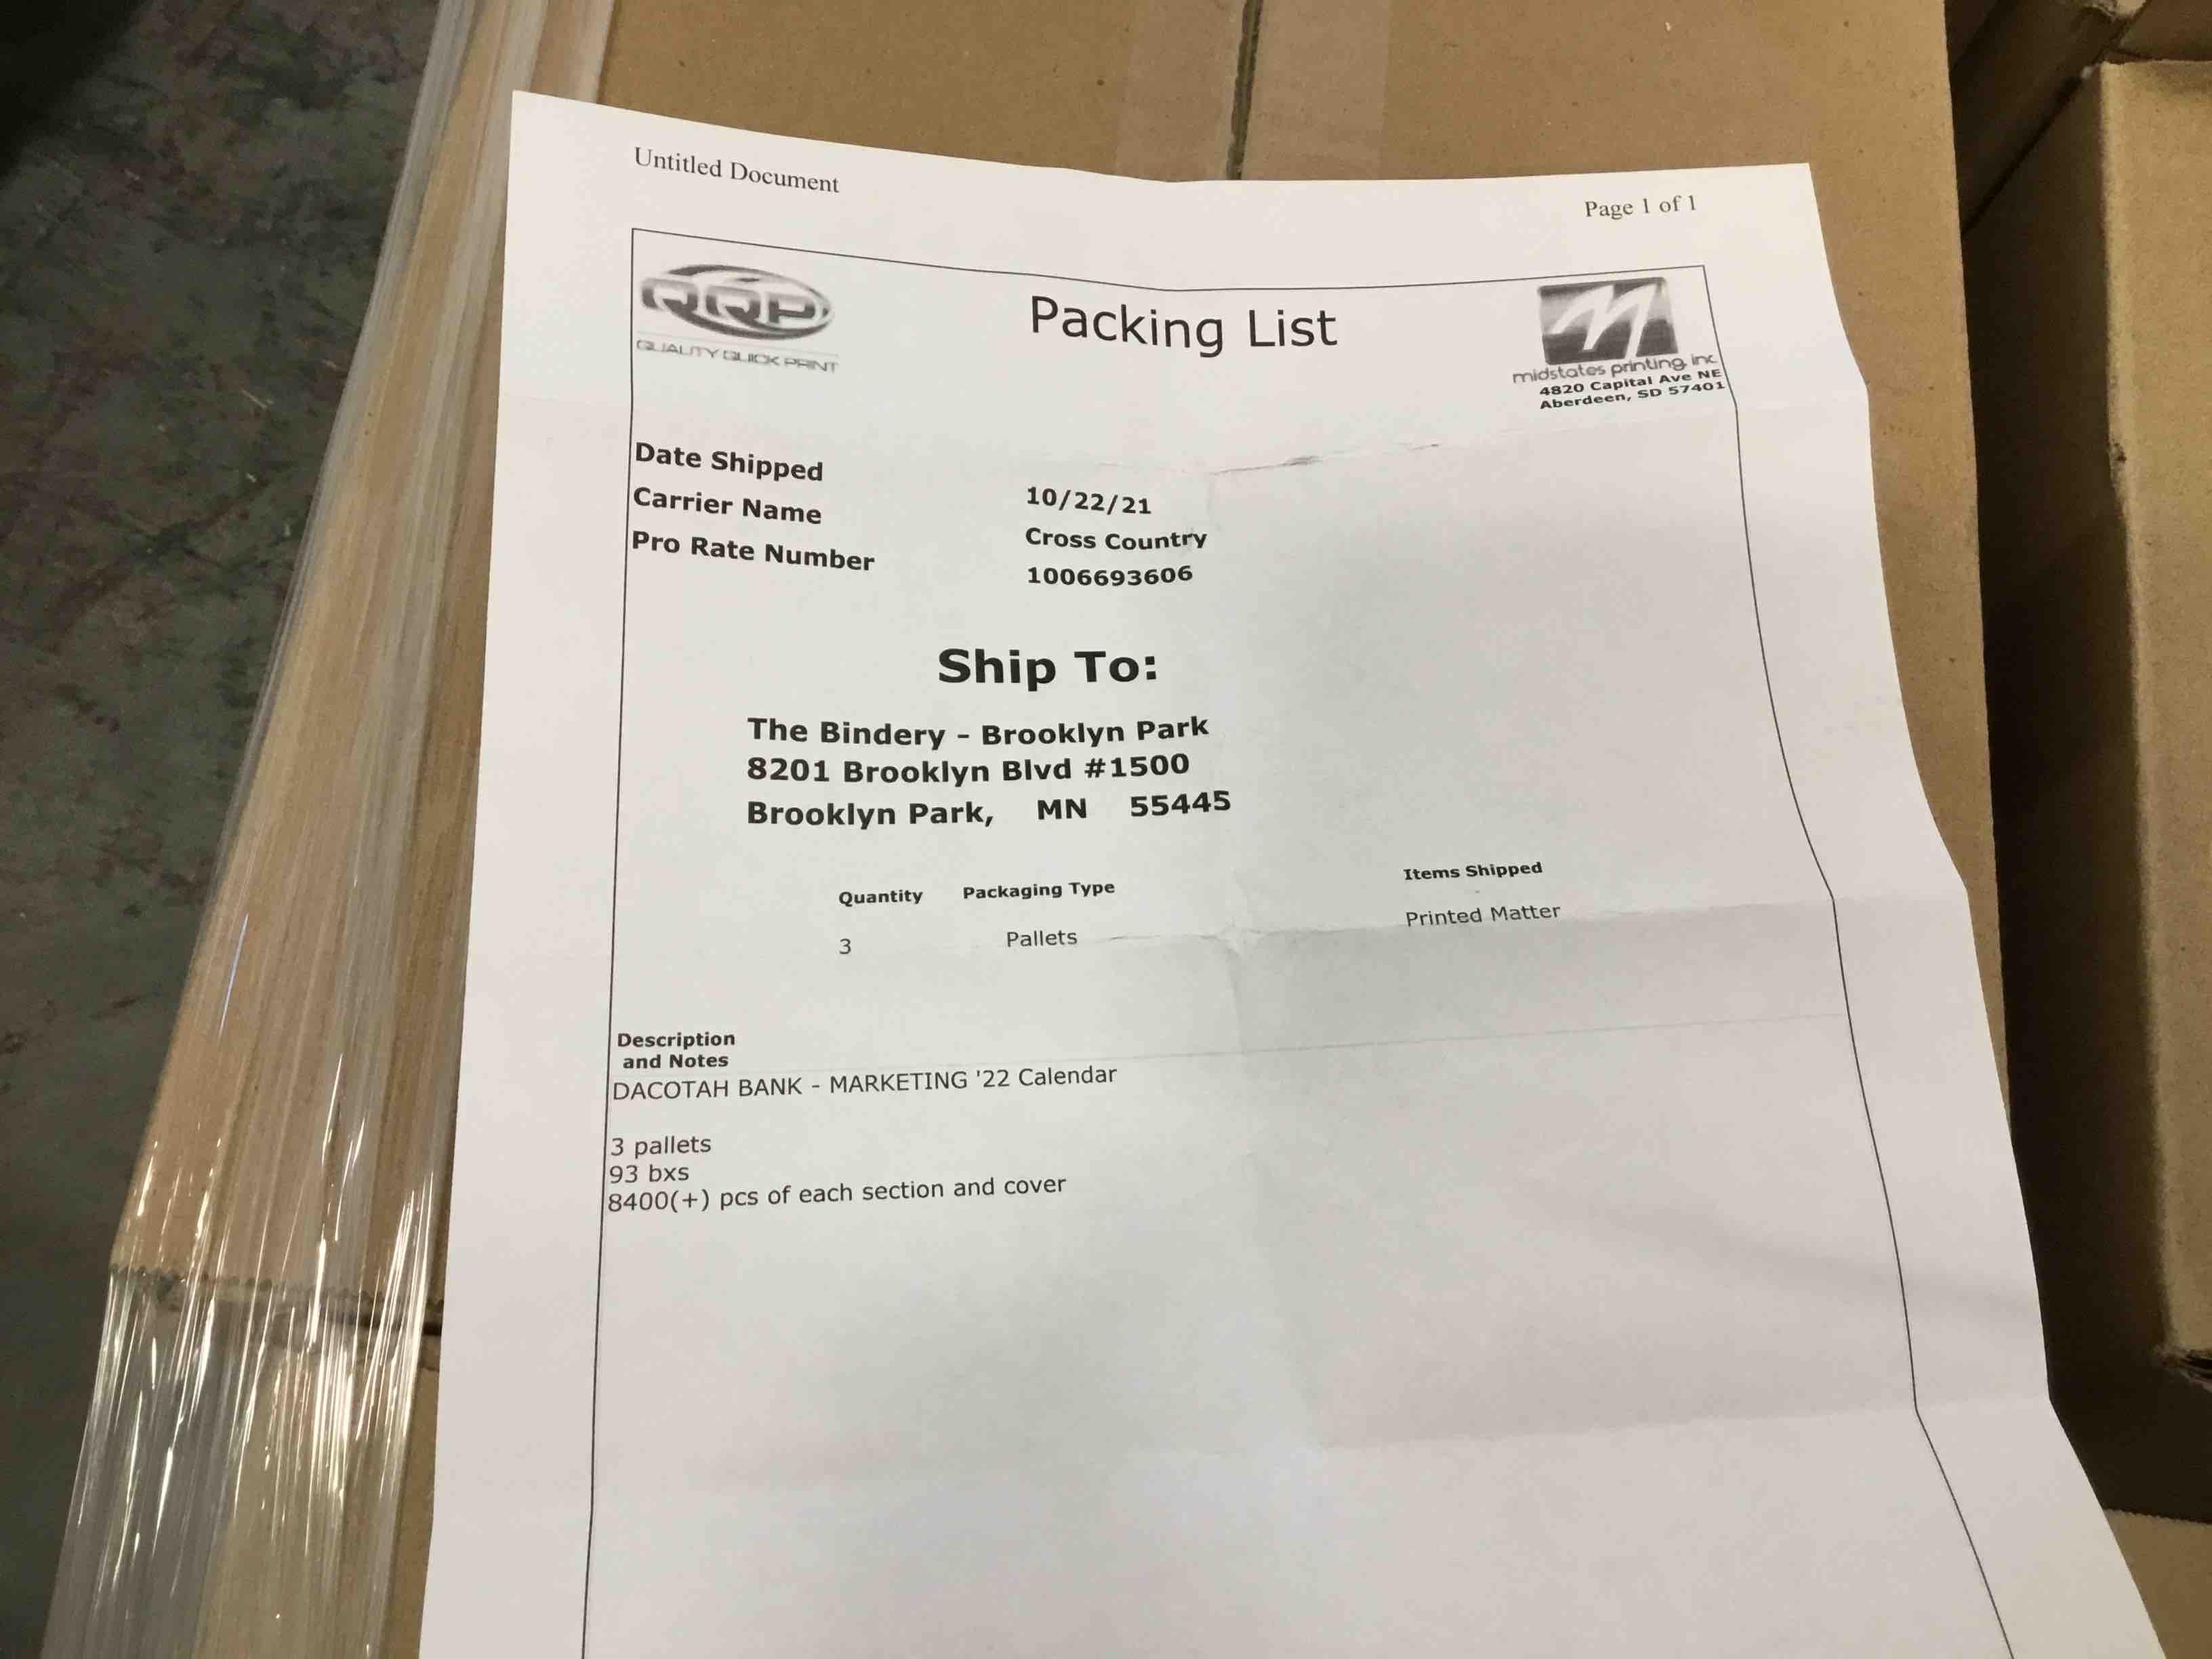 Untitled Document
Page 1 of 1
QQP
QUALITY QUICK PRINT
Packing List
midstates printing, inc.
4820 Capital Ave NE
Aberdeen, SD 57401
Date Shipped 10/22/21
Carrier Name Cross Country
Pro Rate Number 1006693606
Ship To:
The Bindery - Brooklyn Park
8201 Brooklyn Blvd #1500
Brooklyn Park, MN 55445
Quantity Packaging Type Items Shipped
3 Pallets Printed Matter
Description
and Notes
DACOTAH BANK - MARKETING '22 Calendar
3 pallets
93 bxs
8400(+) pcs of each section and cover